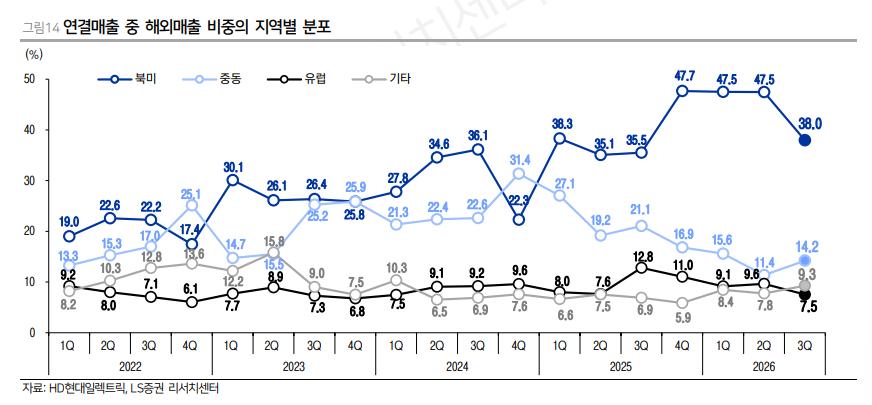 그림14 연결매출 중 해외매출 비중의 지역별 분포
(%)
북미 중동 유럽 기타
50
40
30
20
10
0
19.0 22.6 22.2 17.4 30.1 26.1 26.4 25.8 27.8 34.6 36.1 22.3 38.3 35.1 35.5 47.7 47.5 47.5 38.0
13.3 15.3 17.0 25.1 14.7 15.5 25.2 25.9 21.3 22.4 22.6 31.4 27.1 19.2 21.1 16.9 15.6 11.4 14.2
9.2 8.0 7.1 6.1 7.7 8.9 7.3 6.8 7.5 9.1 9.2 9.6 8.0 7.6 12.8 11.0 9.1 9.6 7.5
8.2 10.3 12.8 13.6 12.2 15.8 9.0 7.5 10.3 6.5 6.9 7.6 6.6 7.5 6.9 5.9 8.4 7.8 9.3
1Q 2Q 3Q 4Q 1Q 2Q 3Q 4Q 1Q 2Q 3Q 4Q 1Q 2Q 3Q 4Q 1Q 2Q 3Q
2022 2023 2024 2025 2026
자료: HD현대일렉트릭, LS증권 리서치센터